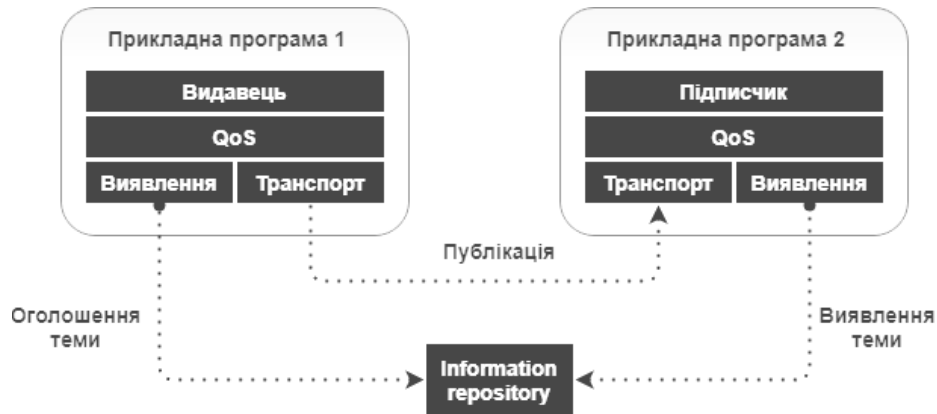 Прикладна програма 1
Видавець
QoS
Виявлення
Транспорт
Прикладна програма 2
Підписчик
QoS
Транспорт
Виявлення
Публікація
Оголошення
теми
Виявлення
теми
Information
repository